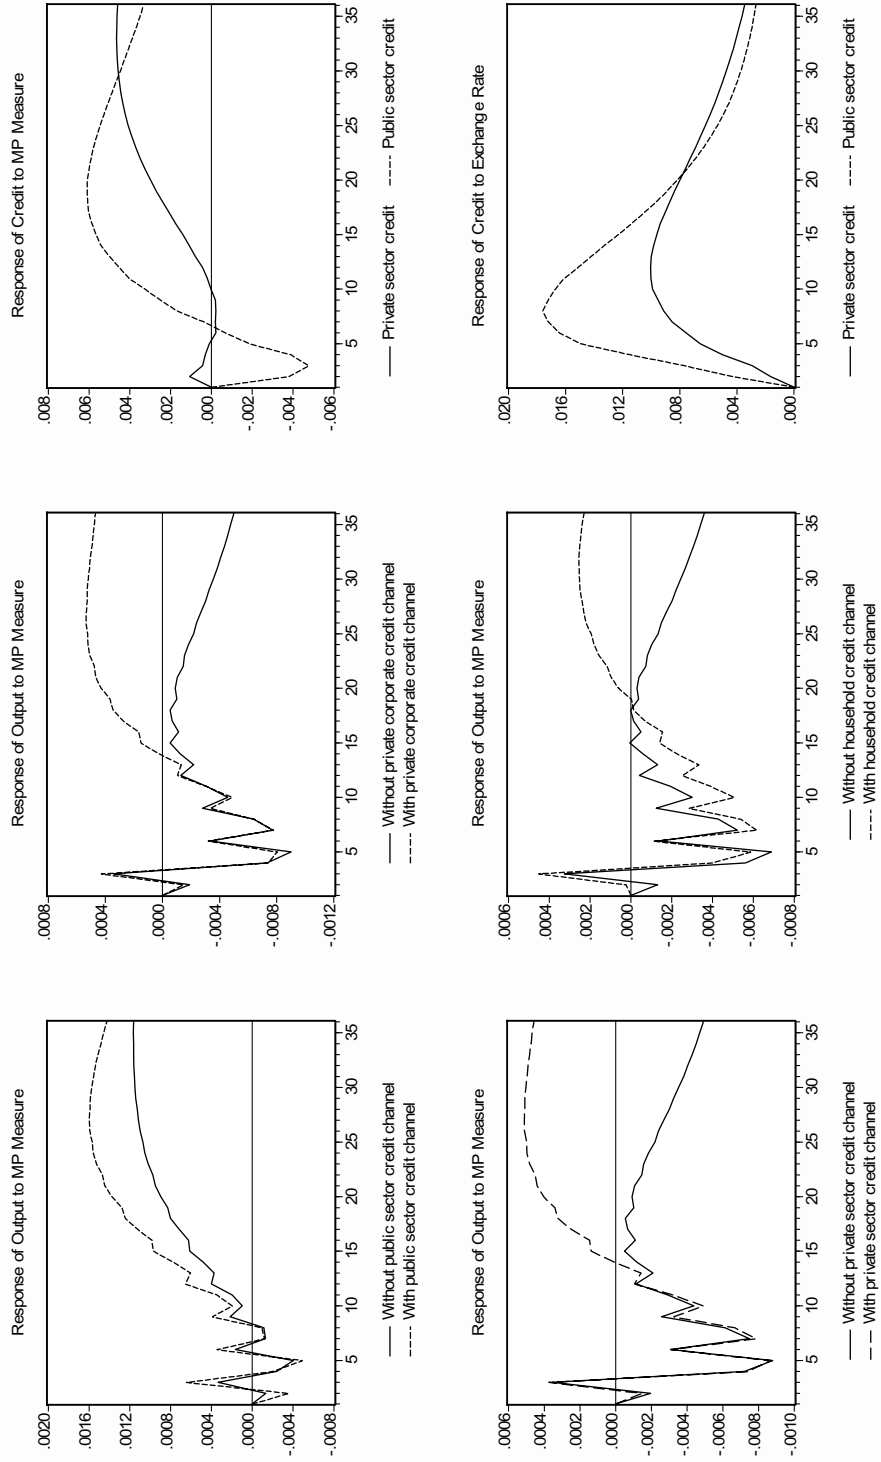 Response of Output to MP Measure
.0020
.0016
.0012
.0008
.0004
.0000
-.0004
-.0008
5 10 15 20 25 30 35
Without public sector credit channel
With public sector credit channel
Response of Output to MP Measure
.0008
.0004
.0000
-.0004
-.0008
-.0012
5 10 15 20 25 30 35
Without private corporate credit channel
With private corporate credit channel
Response of Credit to MP Measure
.008
.006
.004
.002
.000
-.002
-.004
-.006
5 10 15 20 25 30 35
Private sector credit Public sector credit
Response of Output to MP Measure
.0006
.0004
.0002
.0000
-.0002
-.0004
-.0006
-.0008
-.0010
5 10 15 20 25 30 35
Without private sector credit channel
With private sector credit channel
Response of Output to MP Measure
.0006
.0004
.0002
.0000
-.0002
-.0004
-.0006
-.0008
5 10 15 20 25 30 35
Without household credit channel
With household credit channel
Response of Credit to Exchange Rate
.020
.016
.012
.008
.004
.000
5 10 15 20 25 30 35
Private sector credit Public sector credit